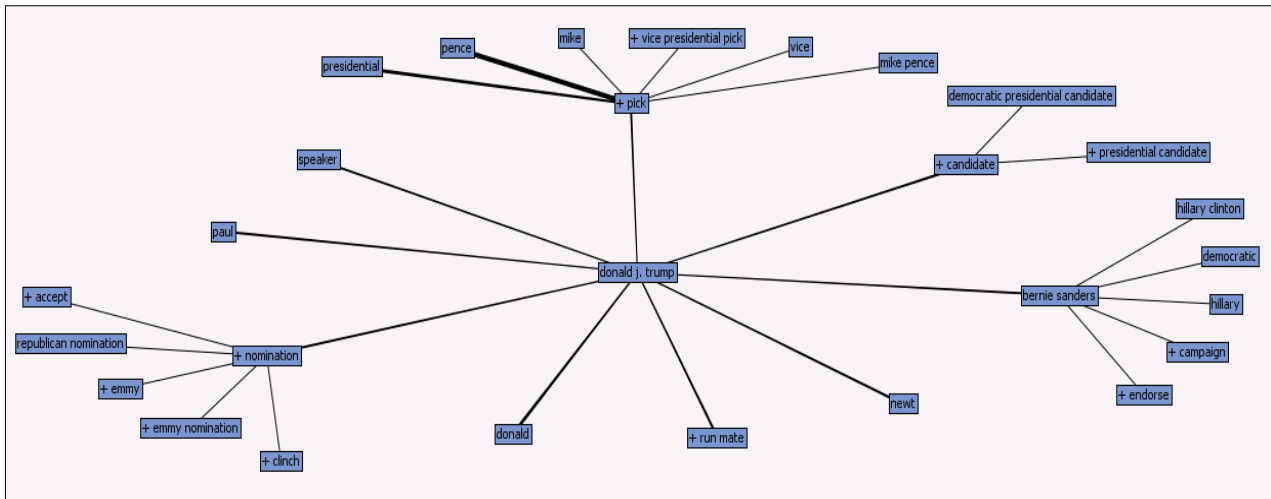 mike
+ vice presidential pick
pence
vice
presidential
mike pence
+ pick
democratic presidential candidate
+ presidential candidate
speaker
+ candidate
hillary clinton
paul
democratic
donald j. trump
bernie sanders
+ accept
hillary
republican nomination
+ nomination
+ campaign
+ emmy
+ endorse
newt
+ emmy nomination
donald
+ run mate
+ clinch